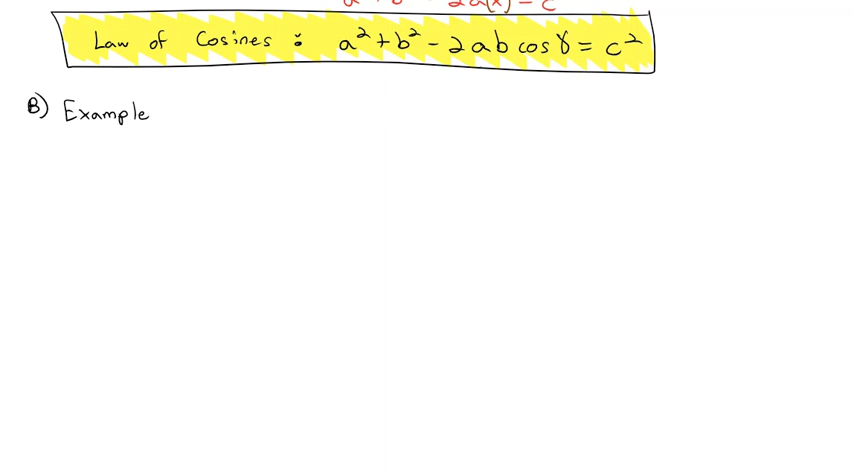 Law of Cosines : a² + b² - 2ab cos γ = c²
B) Example